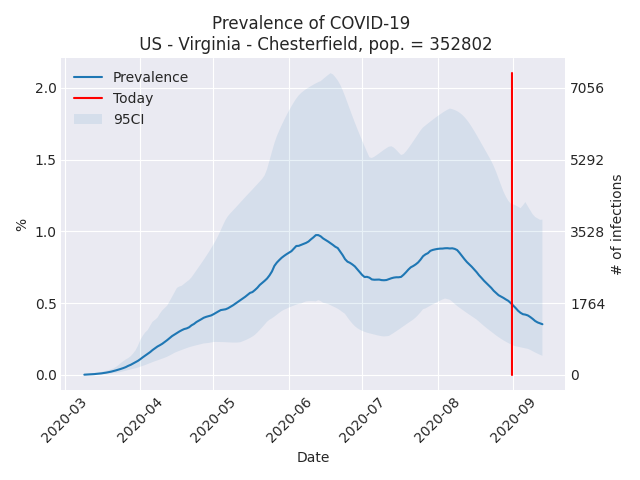 Prevalence of COVID-19
US - Virginia - Chesterfield, pop. = 352802
Prevalence
Today
95CI
2.0
1.5
1.0
0.5
0.0
%
7056
5292
3528
1764
0
# of infections
2020-03
2020-04
2020-05
2020-06
2020-07
2020-08
2020-09
Date